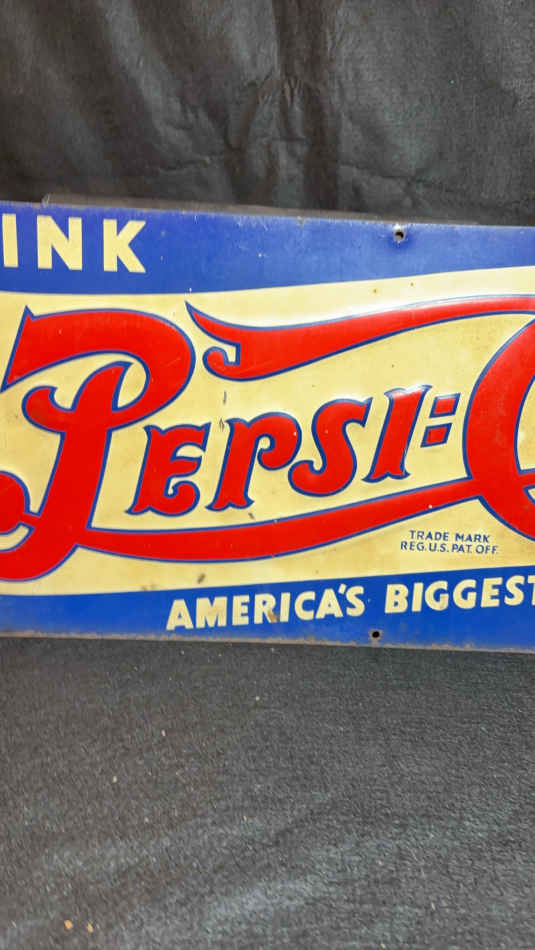 INK
PEPSI=C
TRADE MARK
REG.U.S.PAT.OFF.
AMERICA'S BIGGEST